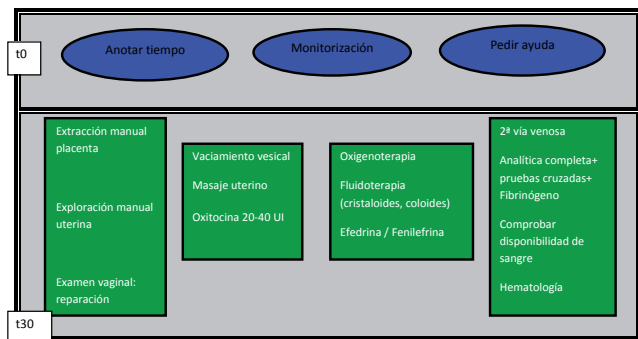 t0
Anotar tiempo
Monitorización
Pedir ayuda
Extracción manual
placenta
Exploración manual
uterina
Examen vaginal:
reparación
Vaciamiento vesical
Masaje uterino
Oxitocina 20-40 UI
Oxigenoterapia
Fluidoterapia
(cristaloides, coloides)
Efedrina / Fenilefrina
2ª vía venosa
Analítica completa+
pruebas cruzadas+
Fibrinógeno
Comprobar
disponibilidad de
sangre
Hematología
t30